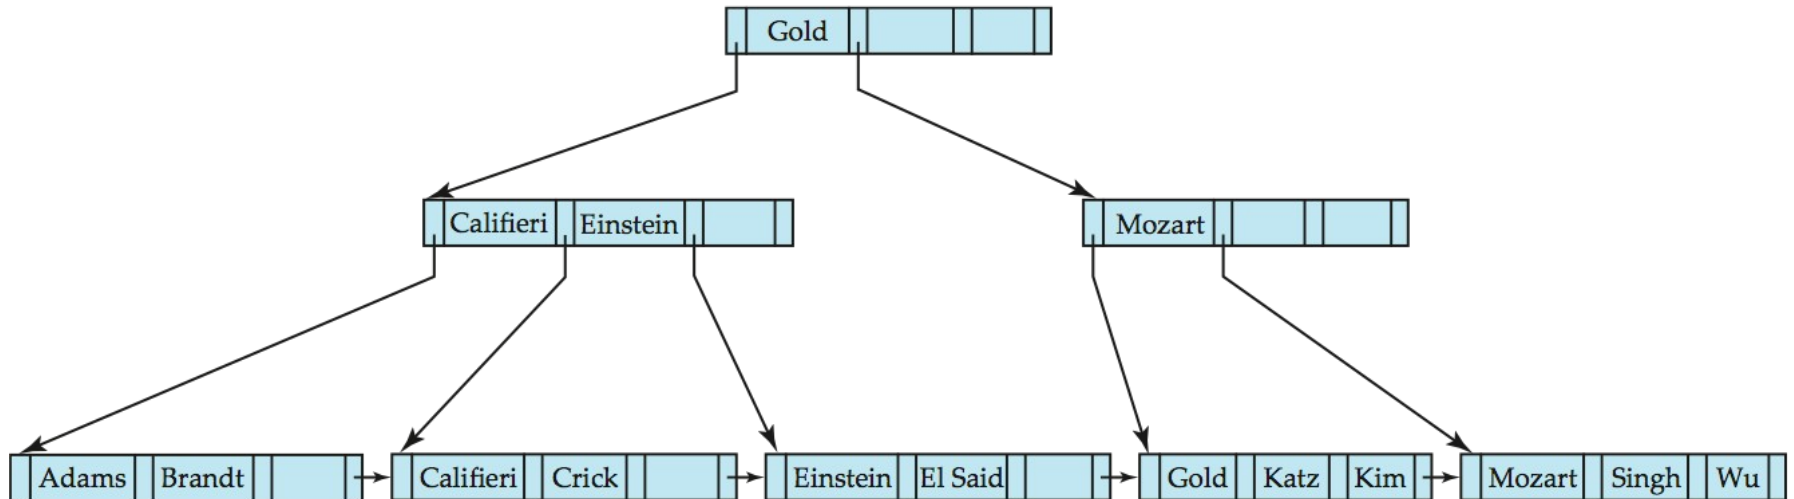 Gold
Califieri Einstein
Mozart
Adams Brandt
Califieri Crick
Einstein El Said
Gold Katz Kim
Mozart Singh Wu